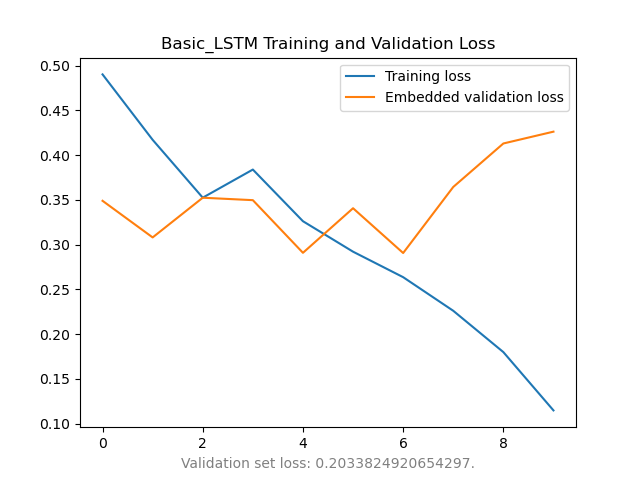 Basic_LSTM Training and Validation Loss
Training loss
Embedded validation loss
0.50
0.45
0.40
0.35
0.30
0.25
0.20
0.15
0.10
0 2 4 6 8
Validation set loss: 0.2033824920654297.